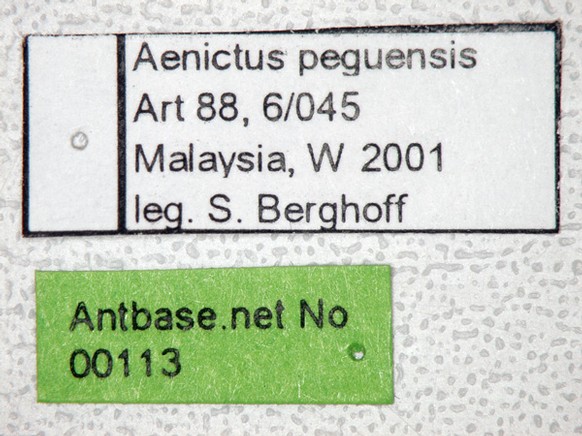 Aenictus peguensis
Art 88, 6/045
Malaysia, W 2001
leg. S. Berghoff
Antbase.net No
00113